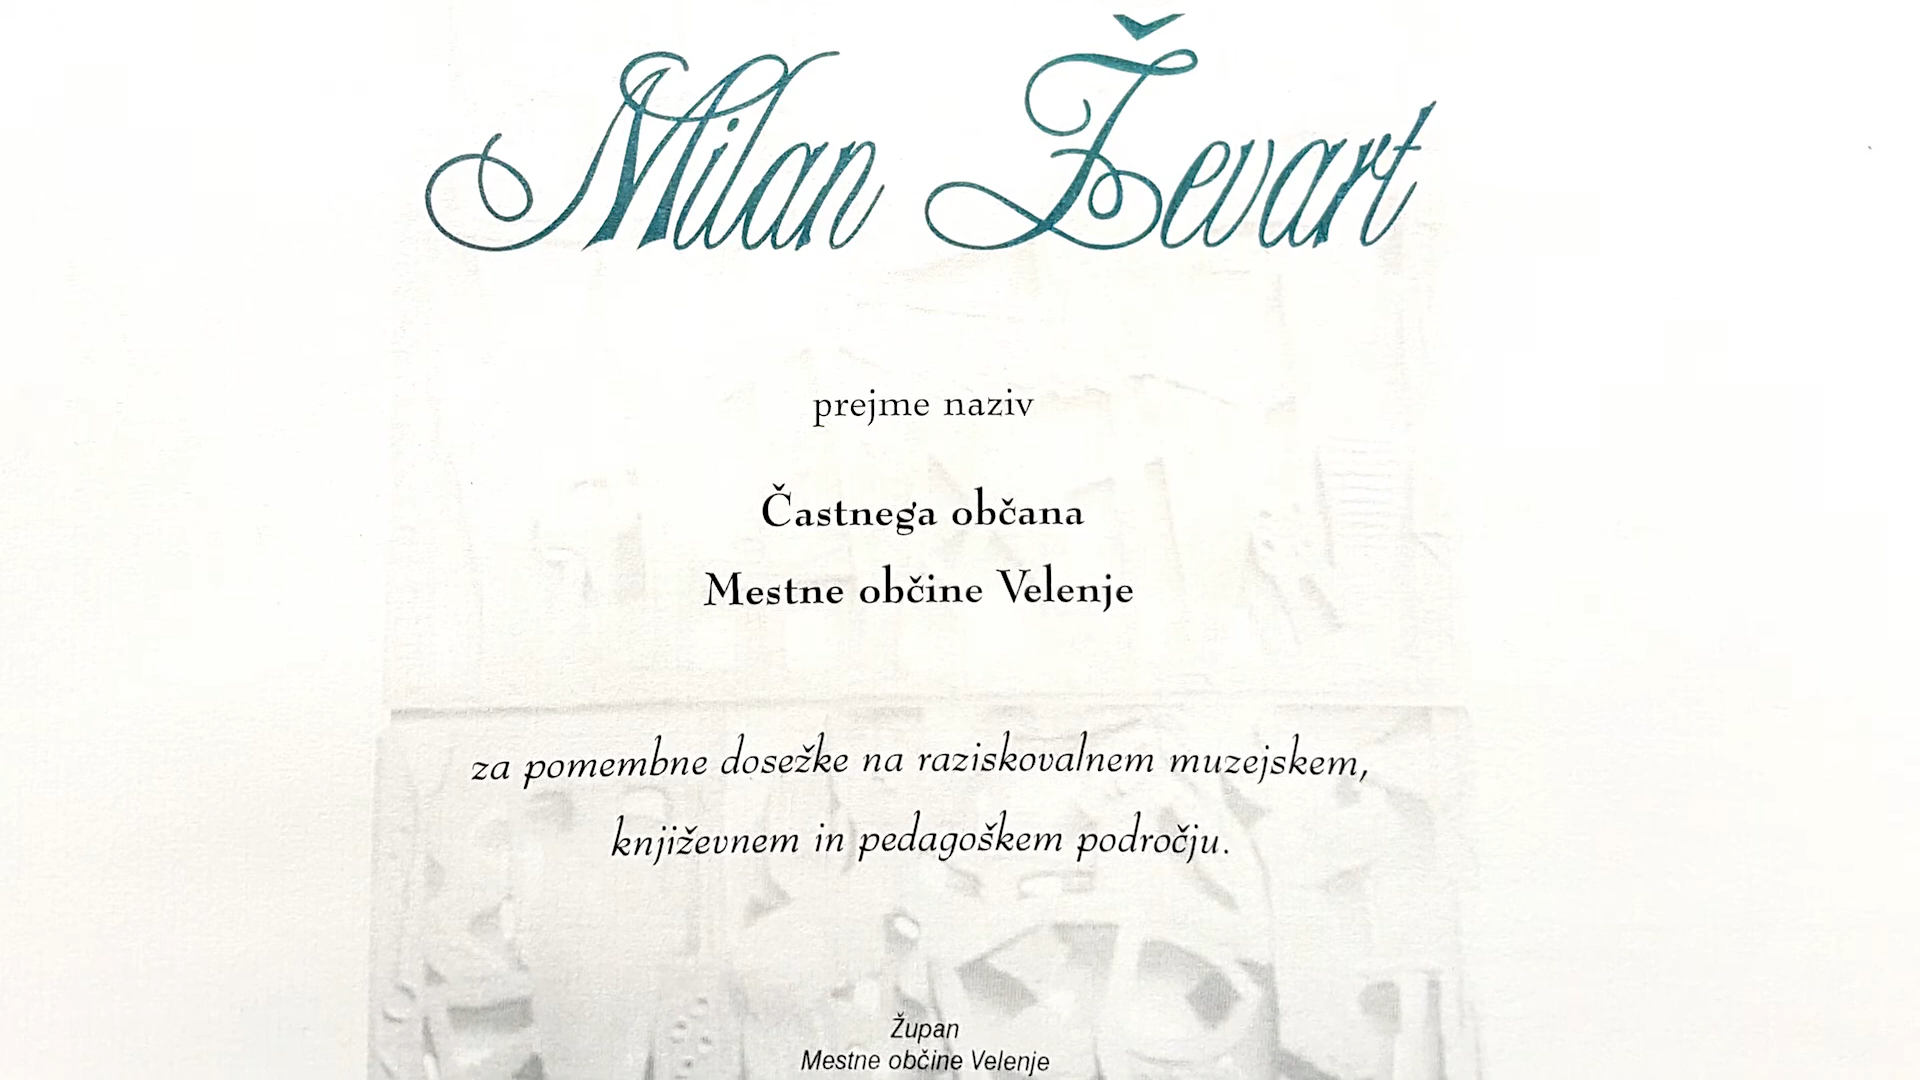 Milan Ževart
prejme naziv
Častnega občana
Mestne občine Velenje
za pomembne dosežke na raziskovalnem muzejskem,
književnem in pedagoškem področju.
Župan
Mestne občine Velenje